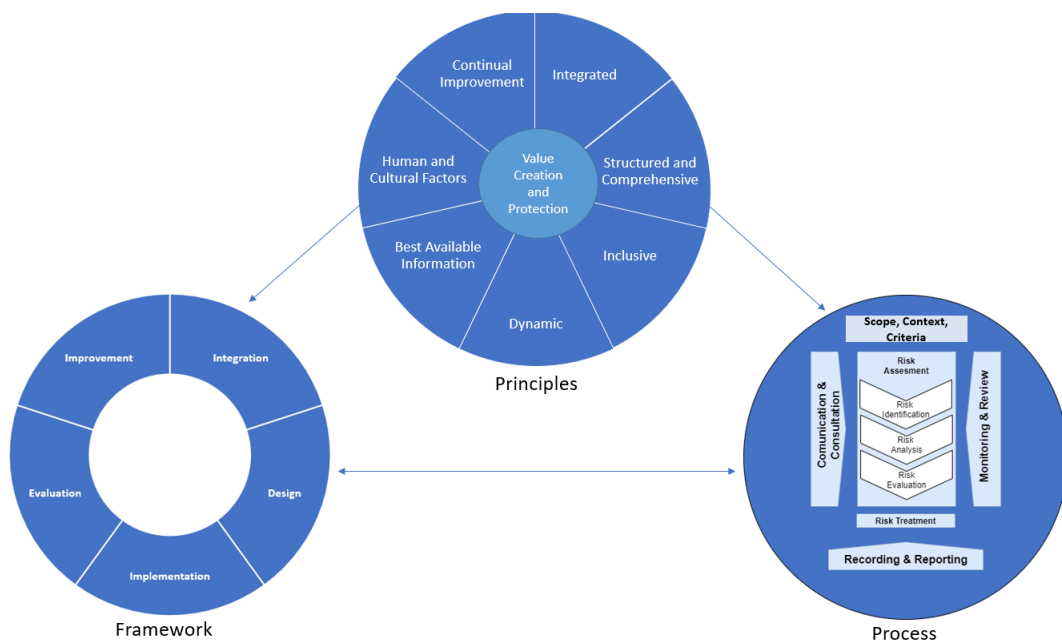 Continual
Improvement
Integrated
Human and
Cultural Factors
Value
Creation
and
Protection
Structured and
Comprehensive
Best Available
Information
Inclusive
Dynamic
Principles
Improvement
Integration
Evaluation
Design
Implementation
Framework
Scope, Context,
Criteria
Risk
Assesment
Comunication &
Consultation
Risk
Identification
Risk
Analysis
Risk
Evaluation
Monitoring & Review
Risk Treatment
Recording & Reporting
Process